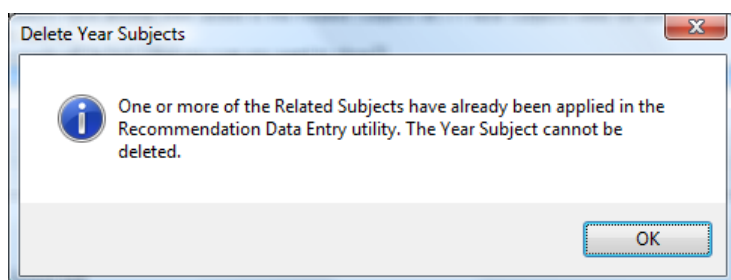 Delete Year Subjects
One or more of the Related Subjects have already been applied in the
Recommendation Data Entry utility. The Year Subject cannot be
deleted.
OK